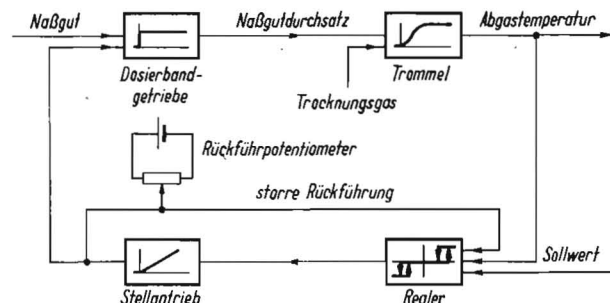 Naßgut
Naßgutdurchsatz
Abgastemperatur
Dosierband-
getriebe
Trommel
Trocknungsgas
Rückführpotentiometer
starre Rückführung
Sollwert
Stellantrieb
Regler